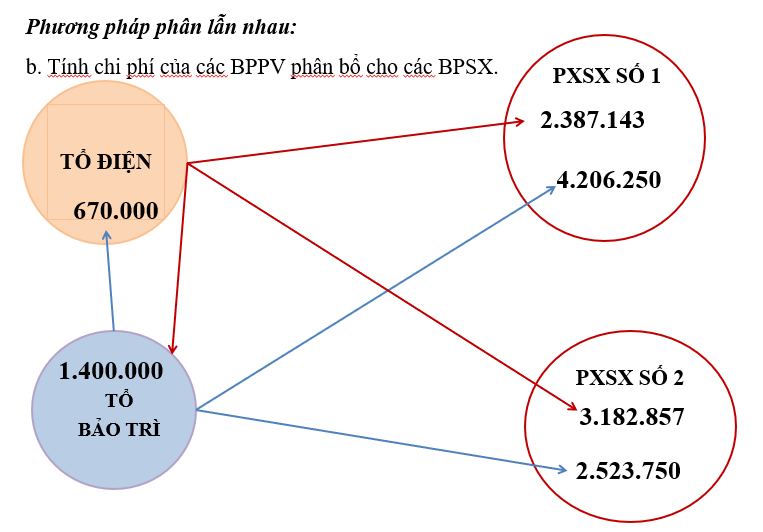 Phương pháp phân lẫn nhau:
b. Tính chi phí của các BPPV phân bổ cho các BPSX.
PXSX SỐ 1
2.387.143
4.206.250
TỔ ĐIỆN
670.000
1.400.000
TỔ
BẢO TRÌ
PXSX SỐ 2
3.182.857
2.523.750